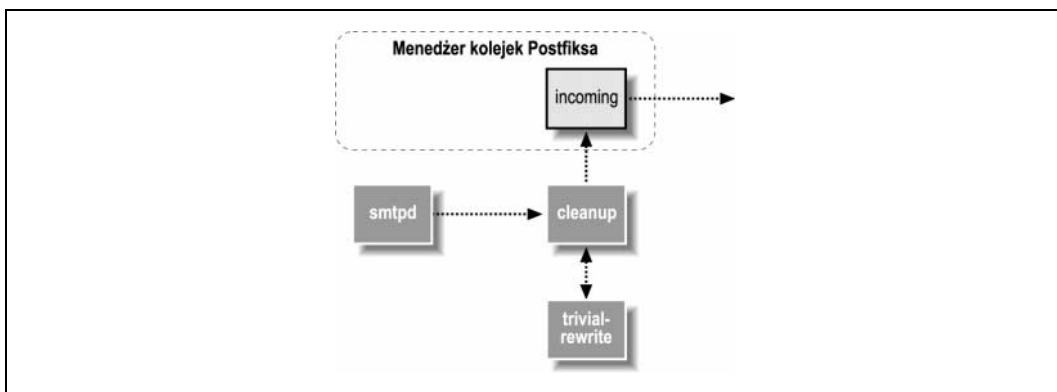 Menedżer kolejek Postfiksa
incoming
smtpd
cleanup
trivial-
rewrite